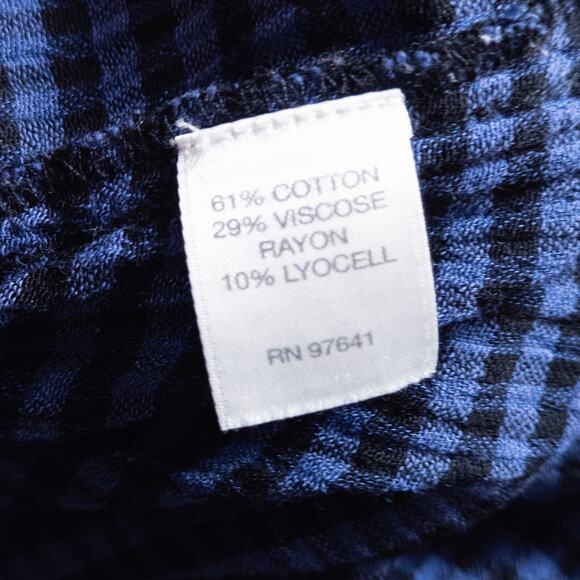 61% COTTON
29% VISCOSE
RAYON
10% LYOCELL
RN 97641